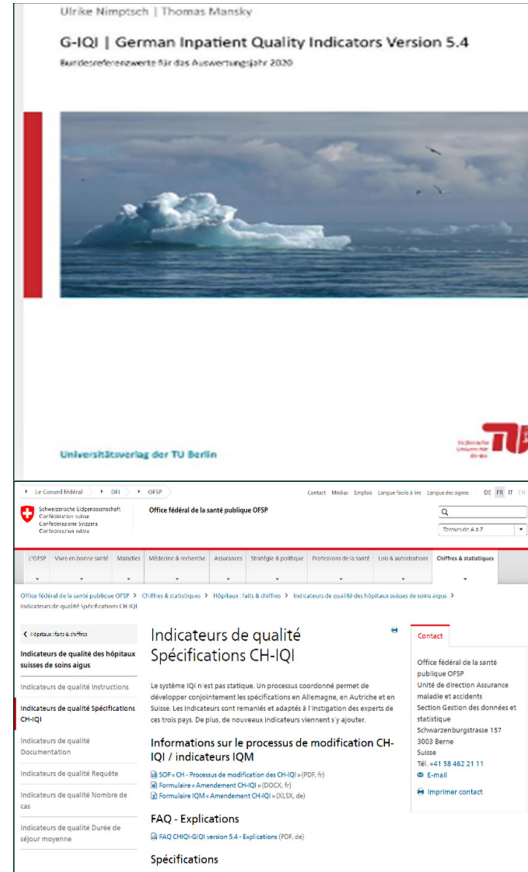 Ulrike Nimptsch | Thomas Mansky
G-IQI | German Inpatient Quality Indicators Version 5.4
Bundesreferenzwerte für das Auswertungsjahr 2020
Universitätsverlag der TU Berlin
Le Conseil fédéral DFI OFSP Contact Médias Emplois Langue facile à lire Langue des signes DE FR IT EN
Schweizerische Eidgenossenschaft
Confédération suisse
Confederazione Svizzera
Confederaziun svizra
Office fédéral de la santé publique OFSP
Termes de A à Z
L'OFSP Vivre en bonne santé Maladies Médecine & recherche Assurances Stratégie & politique Professions de la santé Lois & autorisations Chiffres & statistiques
Office fédéral de la santé publique OFSP > Chiffres & statistiques > Hôpitaux : faits & chiffres > Indicateurs de qualité des hôpitaux suisses de soins aigus >
Indicateurs de qualité Spécifications CH-IQI
Hôpitaux : faits & chiffres
Indicateurs de qualité des hôpitaux
suisses de soins aigus
Indicateurs de qualité Instructions
Indicateurs de qualité Spécifications
CH-IQI
Indicateurs de qualité
Documentation
Indicateurs de qualité Requête
Indicateurs de qualité Nombre de
cas
Indicateurs de qualité Durée de
séjour moyenne
Indicateurs de qualité
Spécifications CH-IQI
Le système IQI n'est pas statique. Un processus coordonné permet de
développer conjointement les spécifications en Allemagne, en Autriche et en
Suisse. Les indicateurs sont remaniés et adaptés à l'instigation des experts de
ces trois pays. De plus, de nouveaux indicateurs viennent s'y ajouter.
Informations sur le processus de modification CH-
IQI / indicateurs IQM
SOP « CH - Processus de modification des CH-IQI » (PDF, fr)
Formulaire « Amendement CH-IQI » (DOCX, fr)
Formulaire IQM « Amendement CH-IQI » (XLSX, de)
FAQ - Explications
FAQ CHIQI-GIQI version 5.4 - Explications (PDF, de)
Spécifications
Contact
Office fédéral de la santé
publique OFSP
Unité de direction Assurance
maladie et accidents
Section Gestion des données et
statistique
Schwarzenburgstrasse 157
3003 Berne
Suisse
Tél. +41 58 462 21 11
E-mail
Imprimer contact